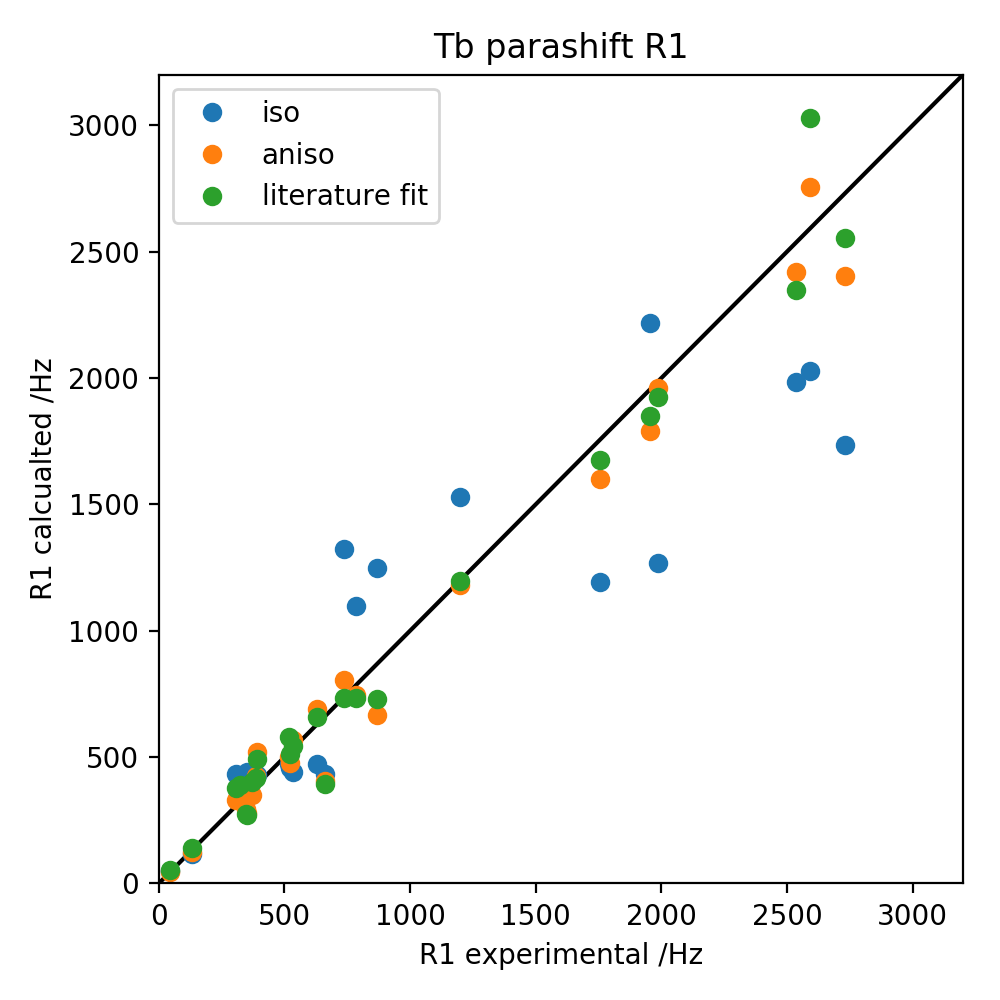 Tb parashift R1
iso
aniso
literature fit
3000
2500
2000
1500
1000
500
0
R1 calcualted /Hz
0 500 1000 1500 2000 2500 3000
R1 experimental /Hz